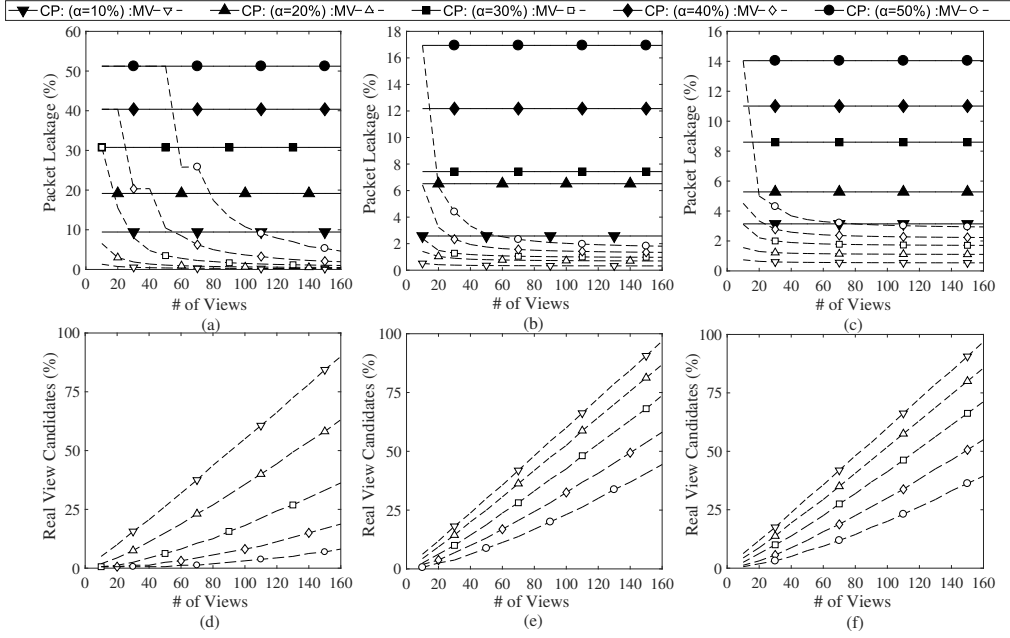 CP: (α=10%) :MV CP: (α=20%) :MV CP: (α=30%) :MV CP: (α=40%) :MV CP: (α=50%) :MV
Packet Leakage (%)
60
50
40
30
20
10
0
20 40 60 80 100 120 140 160
# of Views
(a)
Packet Leakage (%)
18
16
14
12
10
8
6
4
2
0
20 40 60 80 100 120 140 160
# of Views
(b)
Packet Leakage (%)
16
14
12
10
8
6
4
2
0
20 40 60 80 100 120 140 160
# of Views
(c)
Real View Candidates (%)
100
75
50
25
0
0 20 40 60 80 100 120 140 160
# of Views
(d)
Real View Candidates (%)
100
75
50
25
0
0 20 40 60 80 100 120 140 160
# of Views
(e)
Real View Candidates (%)
100
75
50
25
0
0 20 40 60 80 100 120 140 160
# of Views
(f)